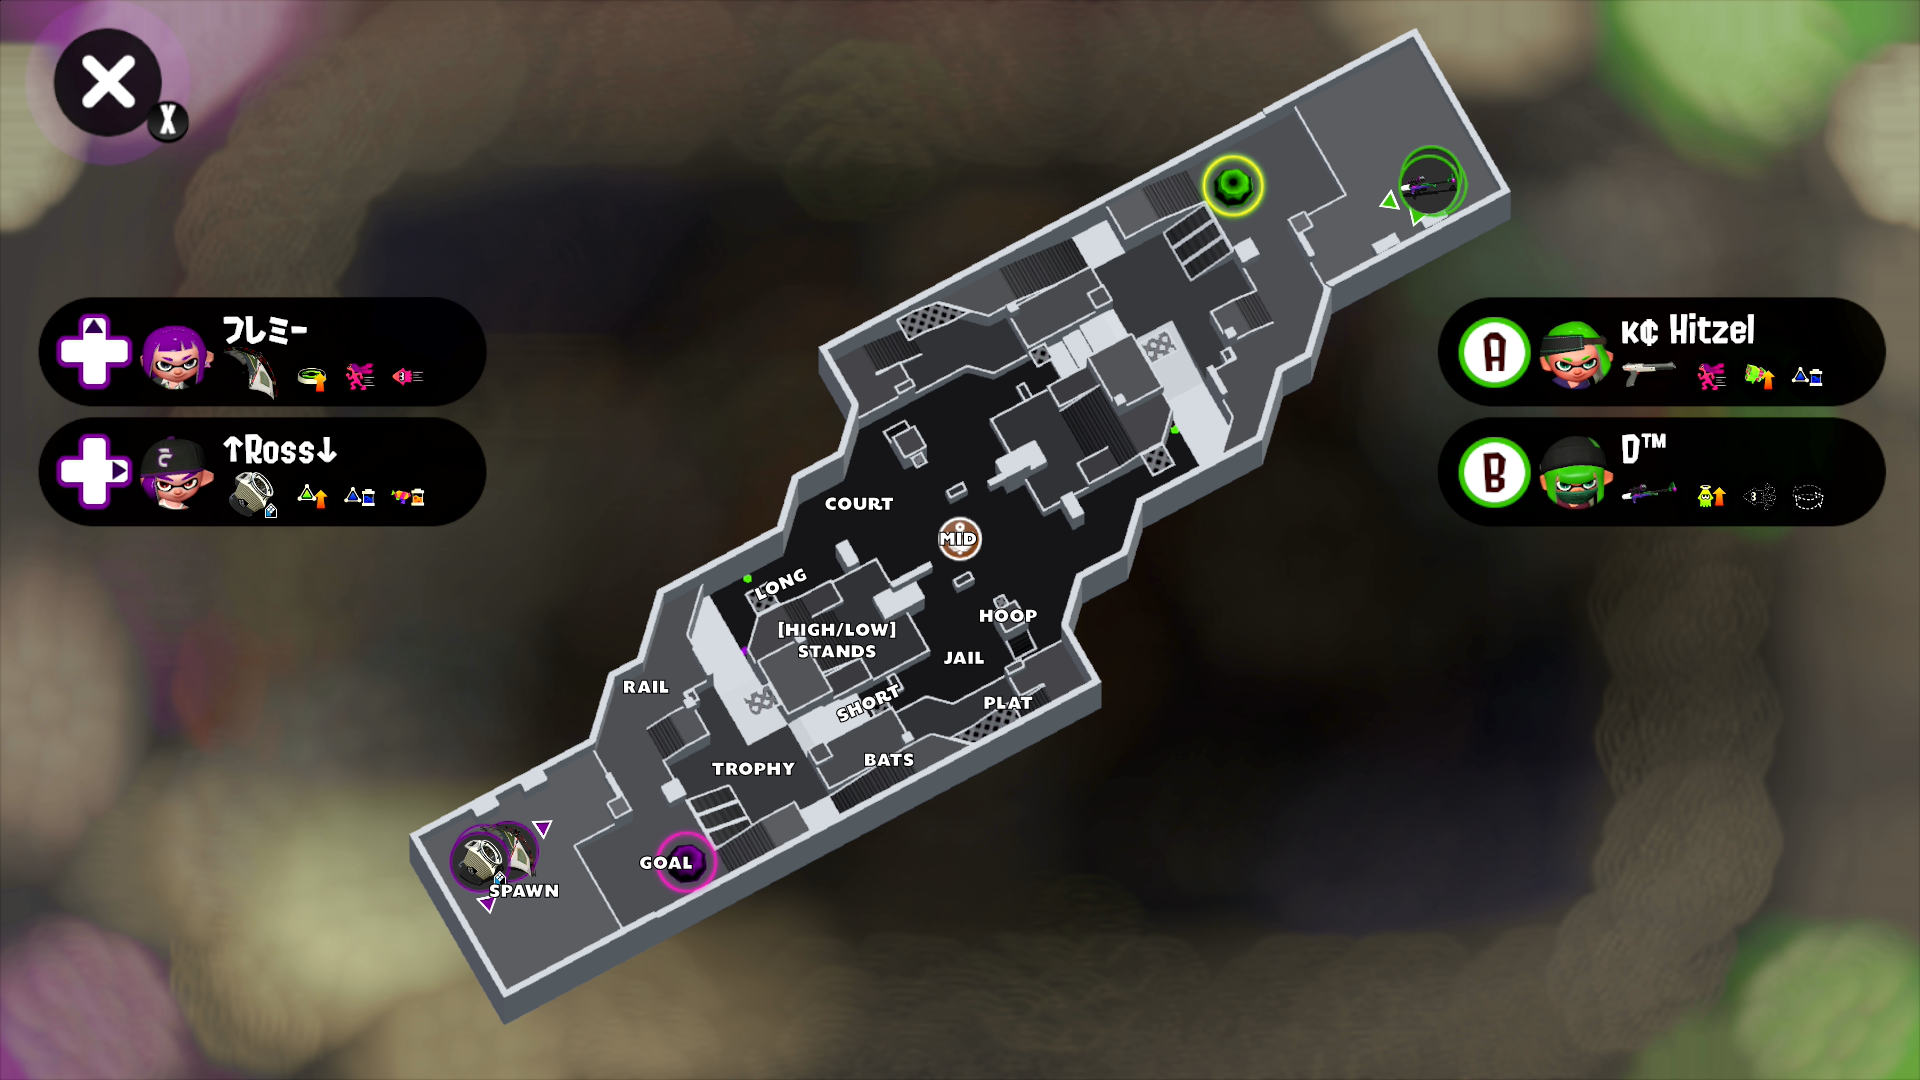 X
フレミー
↑Ross↓
A
K₵ Hitzel
B
D™
COURT
MID
LONG
HOOP
[HIGH/LOW]
STANDS
JAIL
RAIL
SHORT
PLAT
BATS
TROPHY
GOAL
SPAWN